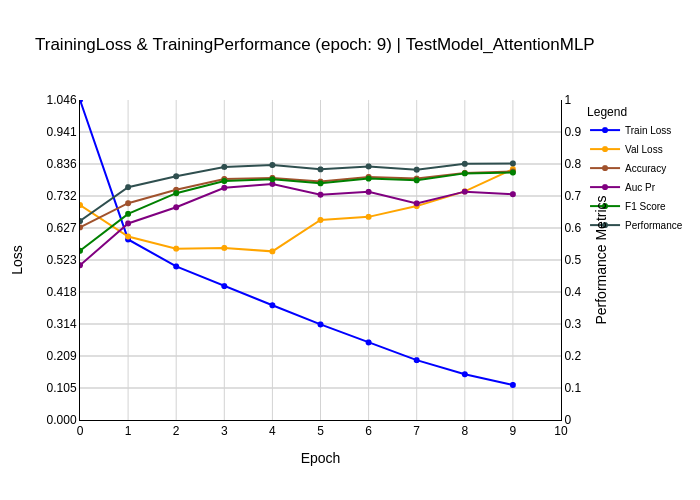 TrainingLoss & TrainingPerformance (epoch: 9) | TestModel_AttentionMLP
1.046
0.941
0.836
0.732
0.627
0.523
0.418
0.314
0.209
0.105
0.000
Loss
0 1 2 3 4 5 6 7 8 9 10
Epoch
1
0.9
0.8
0.7
0.6
0.5
0.4
0.3
0.2
0.1
0
Performance Metrics
Legend
Train Loss
Val Loss
Accuracy
Auc Pr
F1 Score
Performance